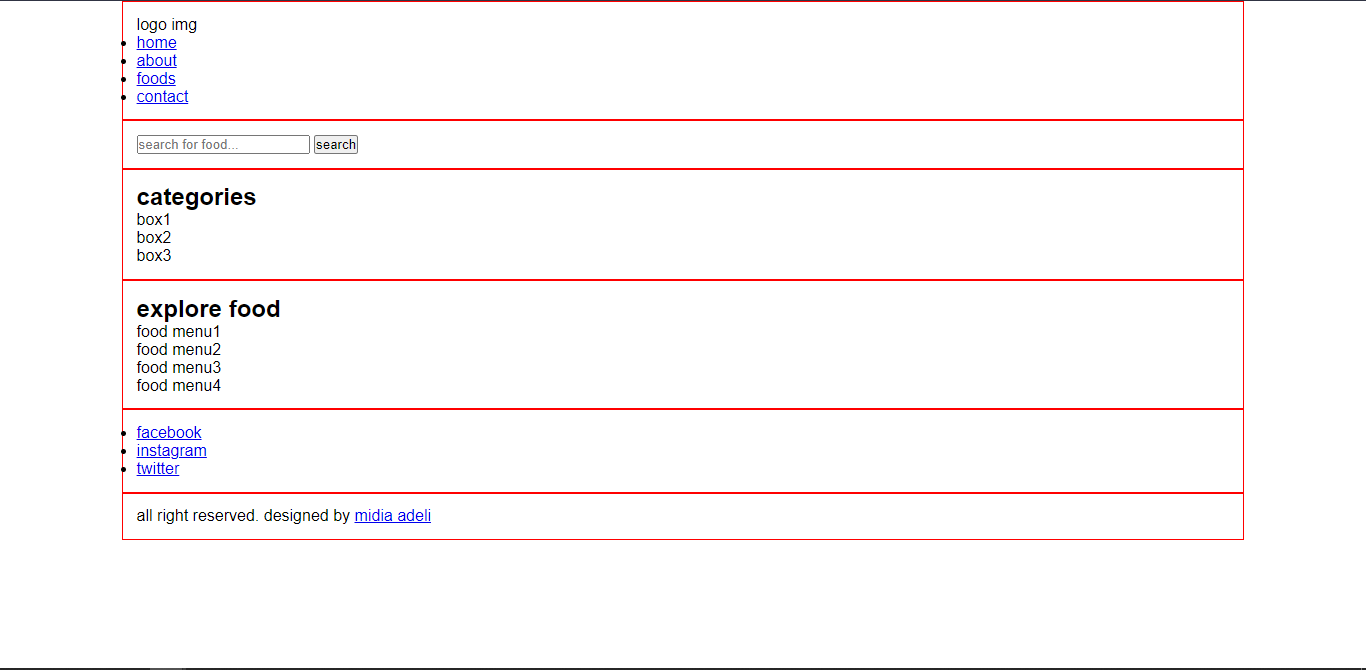 logo img
home
about
foods
contact
search for food... search
categories
box1
box2
box3
explore food
food menu1
food menu2
food menu3
food menu4
facebook
instagram
twitter
all right reserved. designed by midia adeli